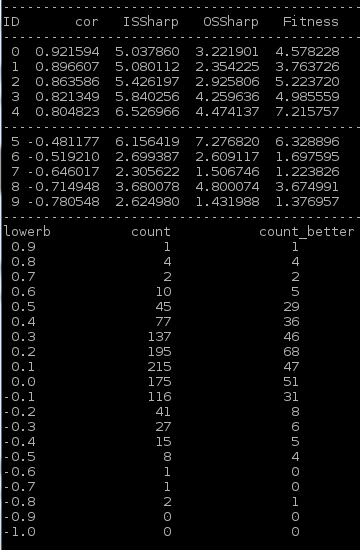 ID cor ISSharp OSSharp Fitness
0 0.921594 5.037860 3.221901 4.578228
1 0.896607 5.080112 2.354225 3.763726
2 0.863586 5.426197 2.925806 5.223720
3 0.821349 5.840256 4.259636 4.985559
4 0.804823 6.526966 4.474137 7.215757
5 -0.481177 6.156419 7.276820 6.328896
6 -0.519210 2.699387 2.609117 1.697595
7 -0.646017 2.305622 1.506746 1.223826
8 -0.714948 3.680078 4.800074 3.674991
9 -0.780548 2.624980 1.431988 1.376957
lowerb count count_better
0.9 1 1
0.8 4 4
0.7 2 2
0.6 10 5
0.5 45 29
0.4 77 36
0.3 137 46
0.2 195 68
0.1 215 47
0.0 175 51
-0.1 116 31
-0.2 41 8
-0.3 27 6
-0.4 15 5
-0.5 8 4
-0.6 1 0
-0.7 1 0
-0.8 2 1
-0.9 0 0
-1.0 0 0